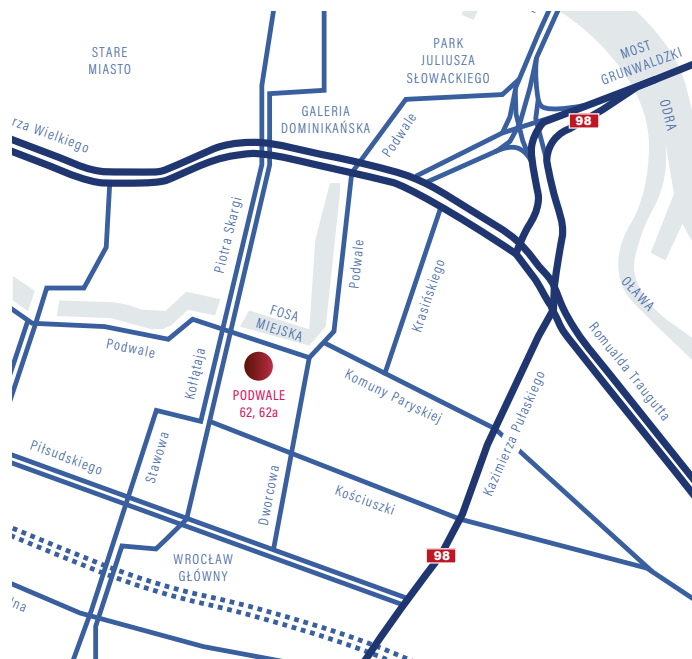 STARE
MIASTO
PARK
JULIUSZA
SŁOWACKIEGO
MOST
GRUNWALDZKI
ODRA
98
GALERIA
DOMINIKAŃSKA
Podwale
rza Wielkiego
Piotra Skargi
Podwale
Krasińskiego
OŁAWA
FOSA
MIEJSKA
Podwale
Kołłątaja
PODWALE
62, 62a
Komuny Paryskiej
Romualda Traugutta
Kazimierza Pułaskiego
Piłsudskiego
Stawowa
Dworcowa
Kościuszki
98
WROCŁAW
GŁÓWNY
lna